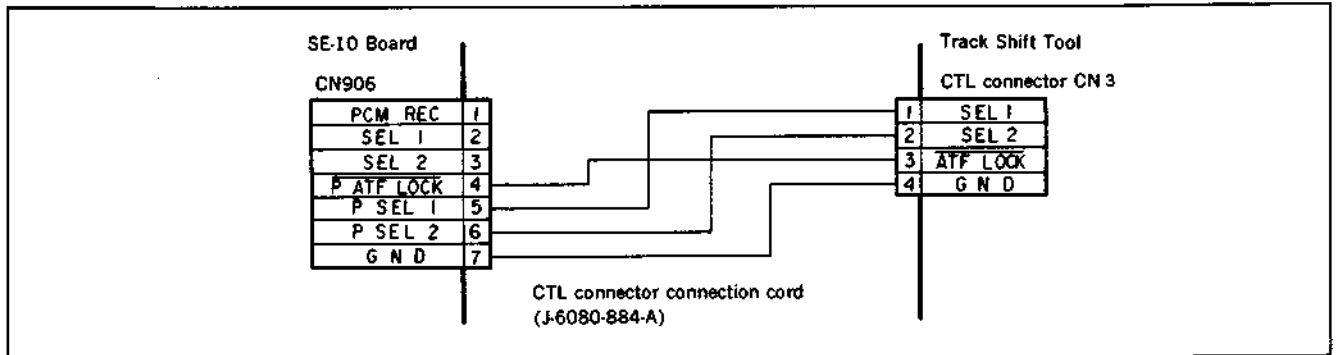 SE-10 Board
CN906
PCM REC 1
SEL 1 2
SEL 2 3
P ATF LOCK 4
P SEL 1 5
P SEL 2 6
GND 7
Track Shift Tool
CTL connector CN 3
1 SEL 1
2 SEL 2
3 ATF LOCK
4 GND
CTL connector connection cord
(J-6080-884-A)